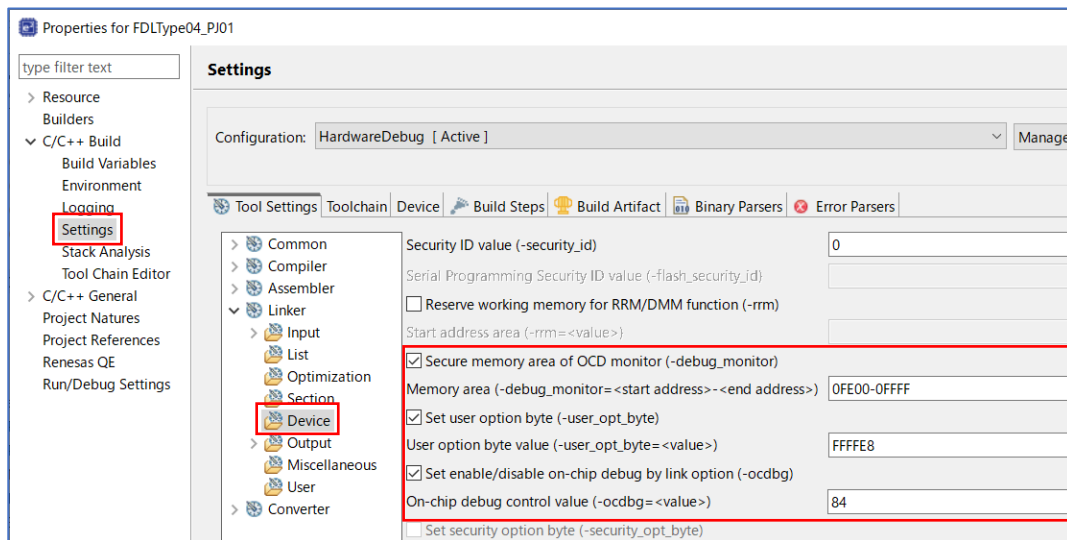 Properties for FDLType04_PJ01
type filter text
Resource
Builders
C/C++ Build
Build Variables
Environment
Logging
Settings
Stack Analysis
Tool Chain Editor
C/C++ General
Project Natures
Project References
Renesas QE
Run/Debug Settings
Settings
Configuration: HardwareDebug [ Active ] Manage
Tool Settings Toolchain Device Build Steps Build Artifact Binary Parsers Error Parsers
Common
Compiler
Assembler
Linker
Input
List
Optimization
Section
Device
Output
Miscellaneous
User
Converter
Security ID value (-security_id) 0
Serial Programming Security ID value (-flash_security_id)
Reserve working memory for RRM/DMM function (-rrm)
Start address area (-rrm=<value>)
Secure memory area of OCD monitor (-debug_monitor)
Memory area (-debug_monitor=<start address>-<end address>) 0FE00-0FFFF
Set user option byte (-user_opt_byte)
User option byte value (-user_opt_byte=<value>) FFFFE8
Set enable/disable on-chip debug by link option (-ocdbg)
On-chip debug control value (-ocdbg=<value>) 84
Set security option byte (-security_opt_byte)